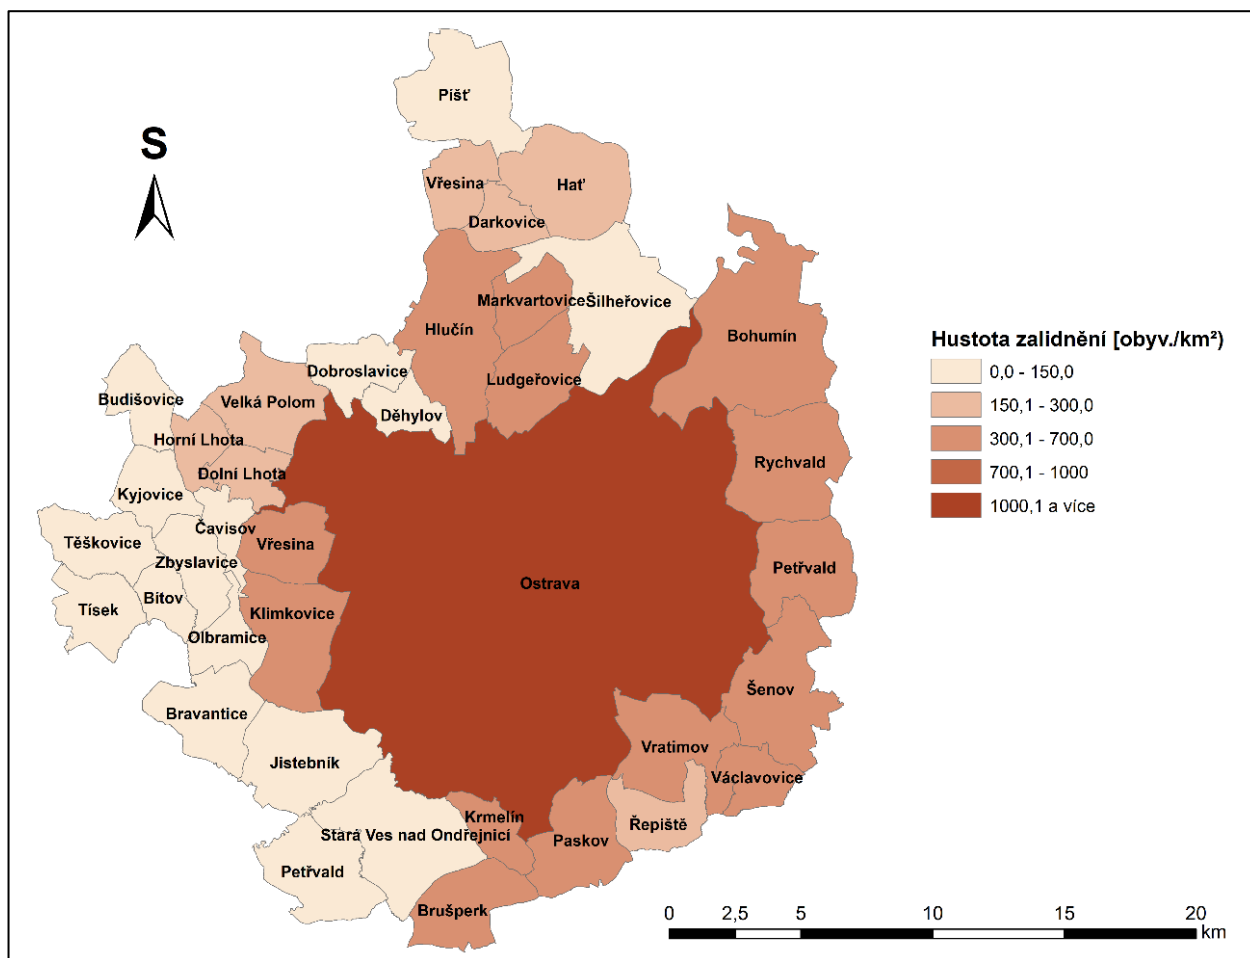 Píšť
S
Vřesina
Hať
Darkovice
Markvartovice
Šilheřovice
Hlučín
Bohumín
Hustota zalidnění [obyv./km²]
0,0 - 150,0
150,1 - 300,0
300,1 - 700,0
700,1 - 1000
1000,1 a více
Dobroslavice
Ludgeřovice
Budišovice
Velká Polom
Děhylov
Horní Lhota
Rychvald
Dolní Lhota
Kyjovice
Čavisov
Těškovice
Vřesina
Zbyslavice
Petřvald
Ostrava
Tísek
Bítov
Klimkovice
Olbramice
Šenov
Bravantice
Vratimov
Jistebník
Václavovice
Krmelín
Řepiště
Stará Ves nad Ondřejnicí
Paskov
Petřvald
Brušperk
0 2,5 5 10 15 20
km